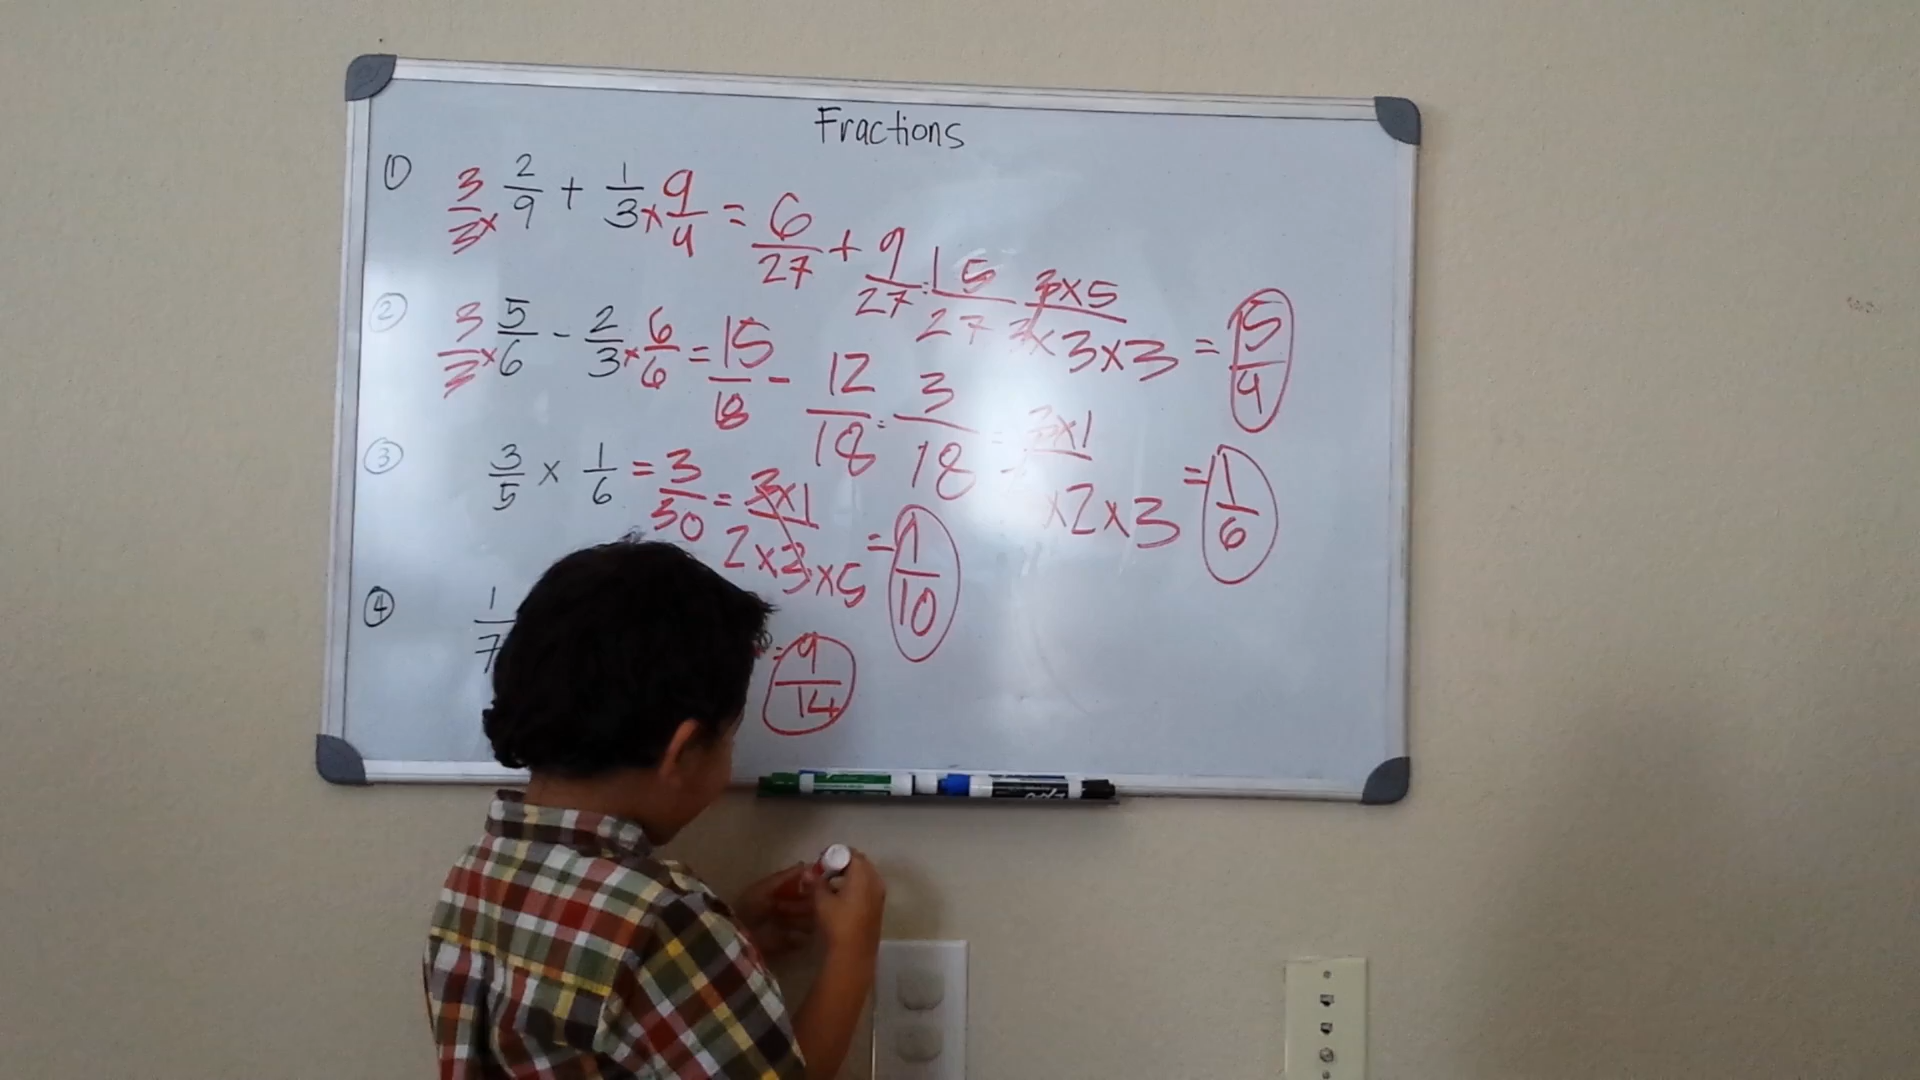 Fractions
① 3/3 × 2/9 + 1/3 × 9/4 = 6/27 + 9/27 = 15/27 3×5/3×3×3 = 15/4
② 3/3 × 5/6 - 2/3 × 6/6 = 15/18 - 12/18 = 3/18 = 3×1/×2×3 = 1/6
③ 3/5 × 1/6 = 3/30 = 3×1/2×3×5 = 1/10
④ 1/7 = 9/14